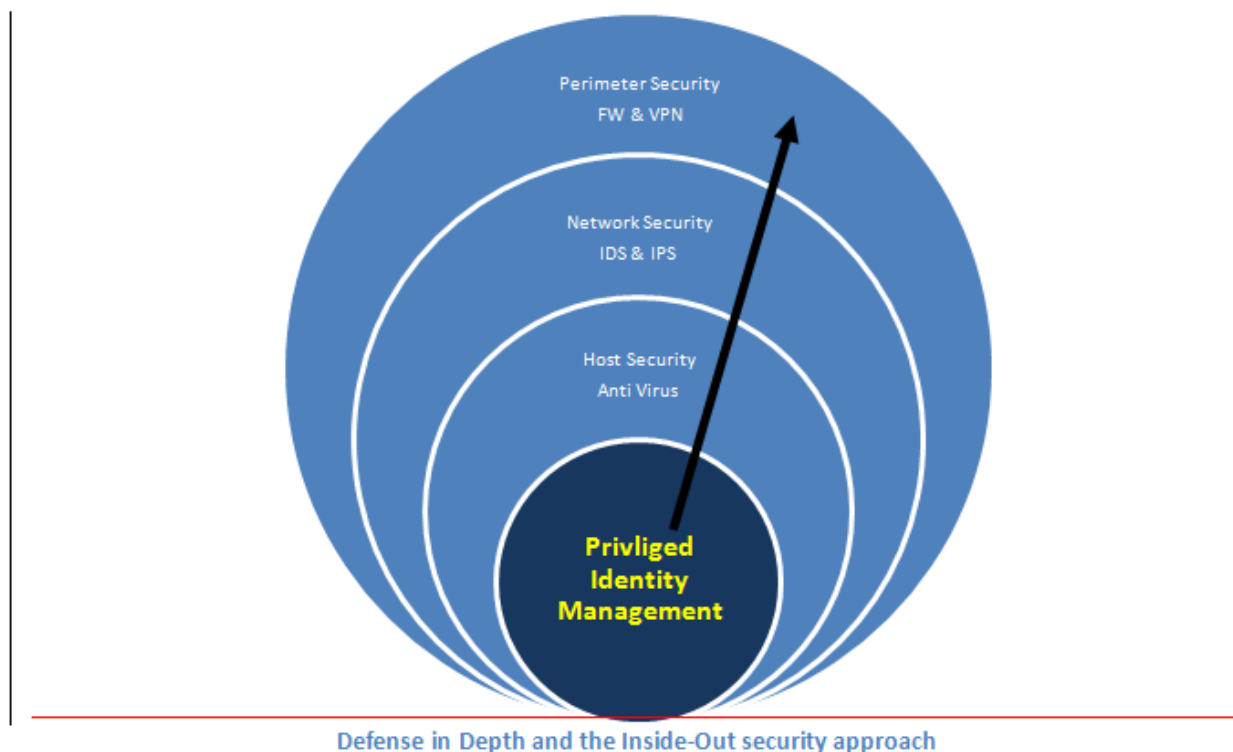 Perimeter Security
FW & VPN
Network Security
IDS & IPS
Host Security
Anti Virus
Privliged
Identity
Management
Defense in Depth and the Inside-Out security approach